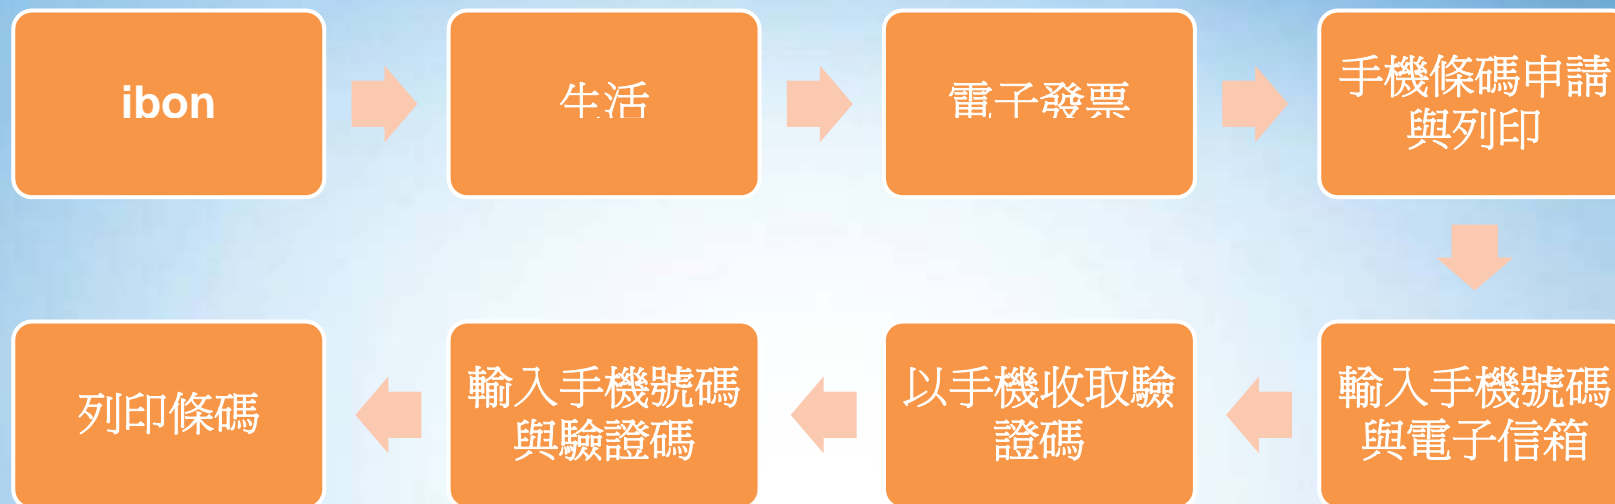 ibon
生活
電子發票
手機條碼申請
與列印
輸入手機號碼
與電子信箱
以手機收取驗
證碼
輸入手機號碼
與驗證碼
列印條碼